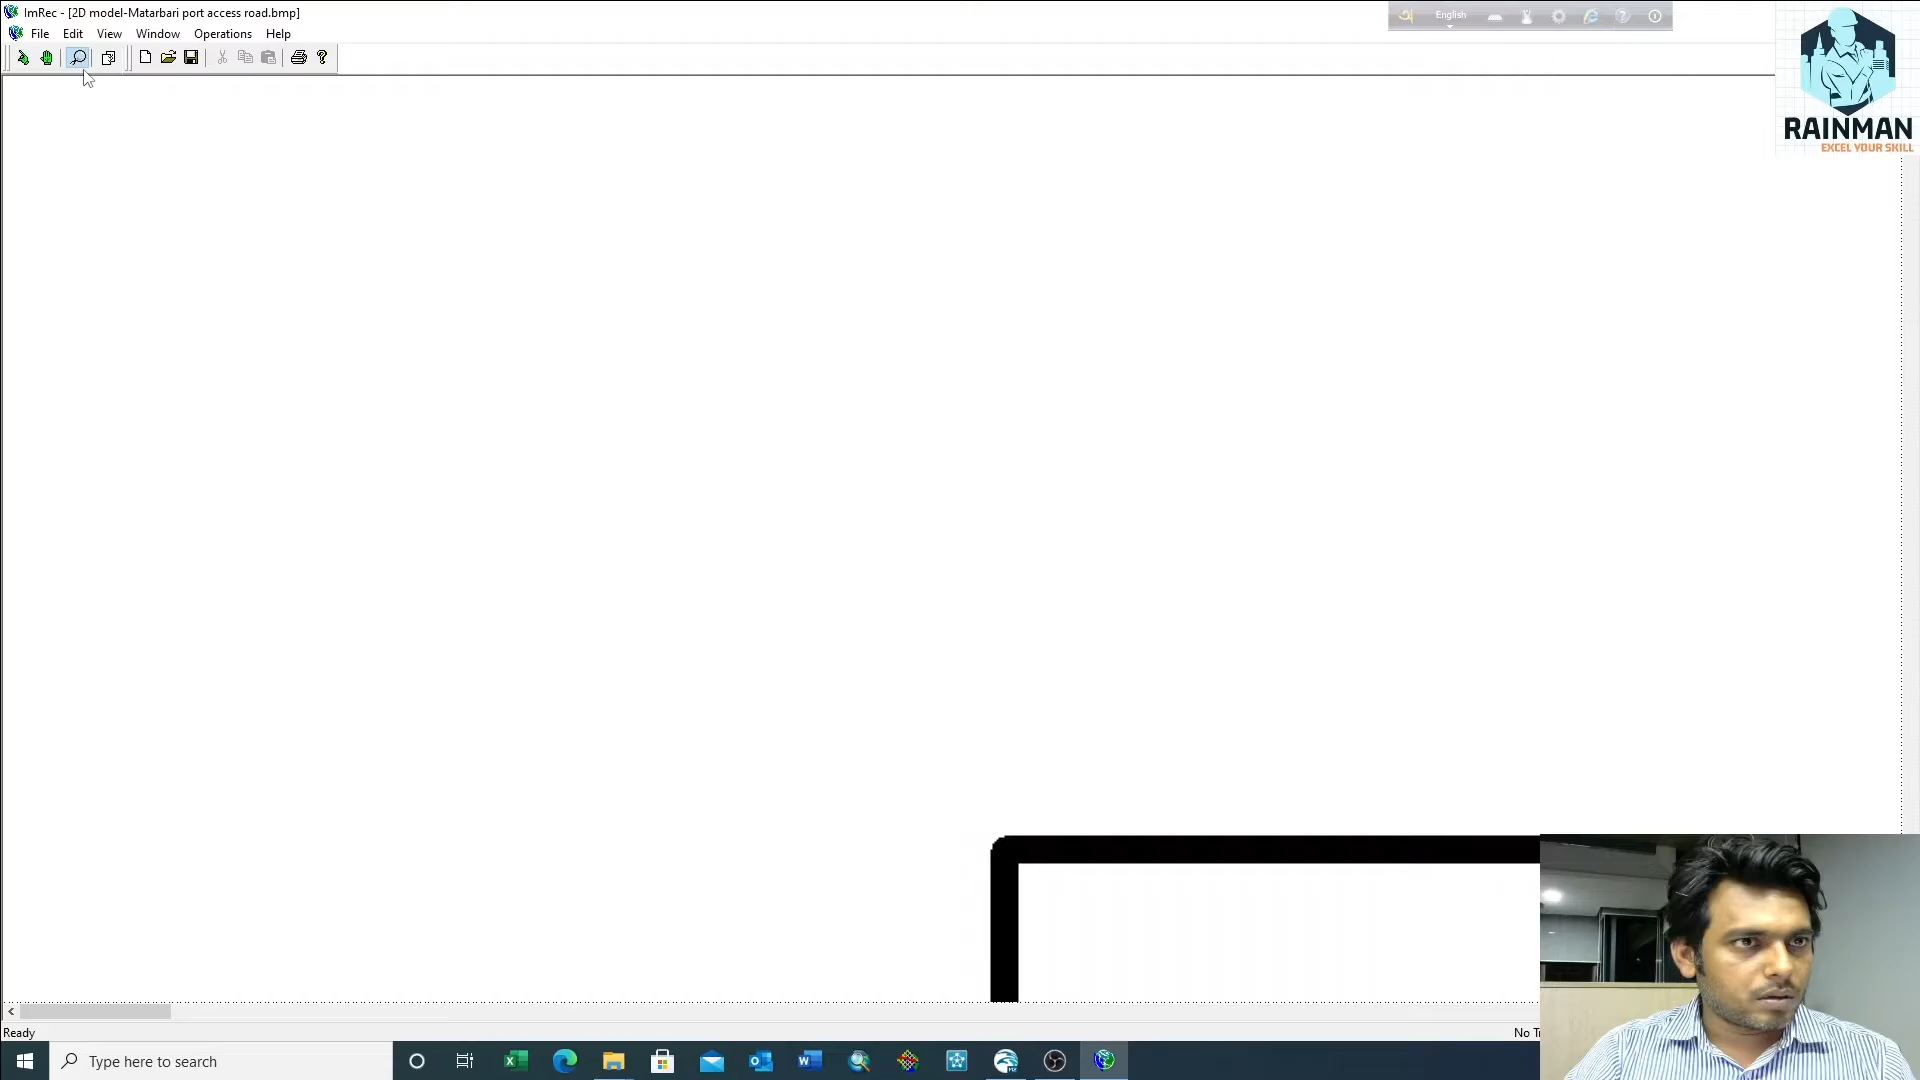 ImRec - [2D model-Matarbari port access road.bmp]
English
File Edit View Window Operations Help
RAINMAN
EXCEL YOUR SKILL
Ready
No
Type here to search